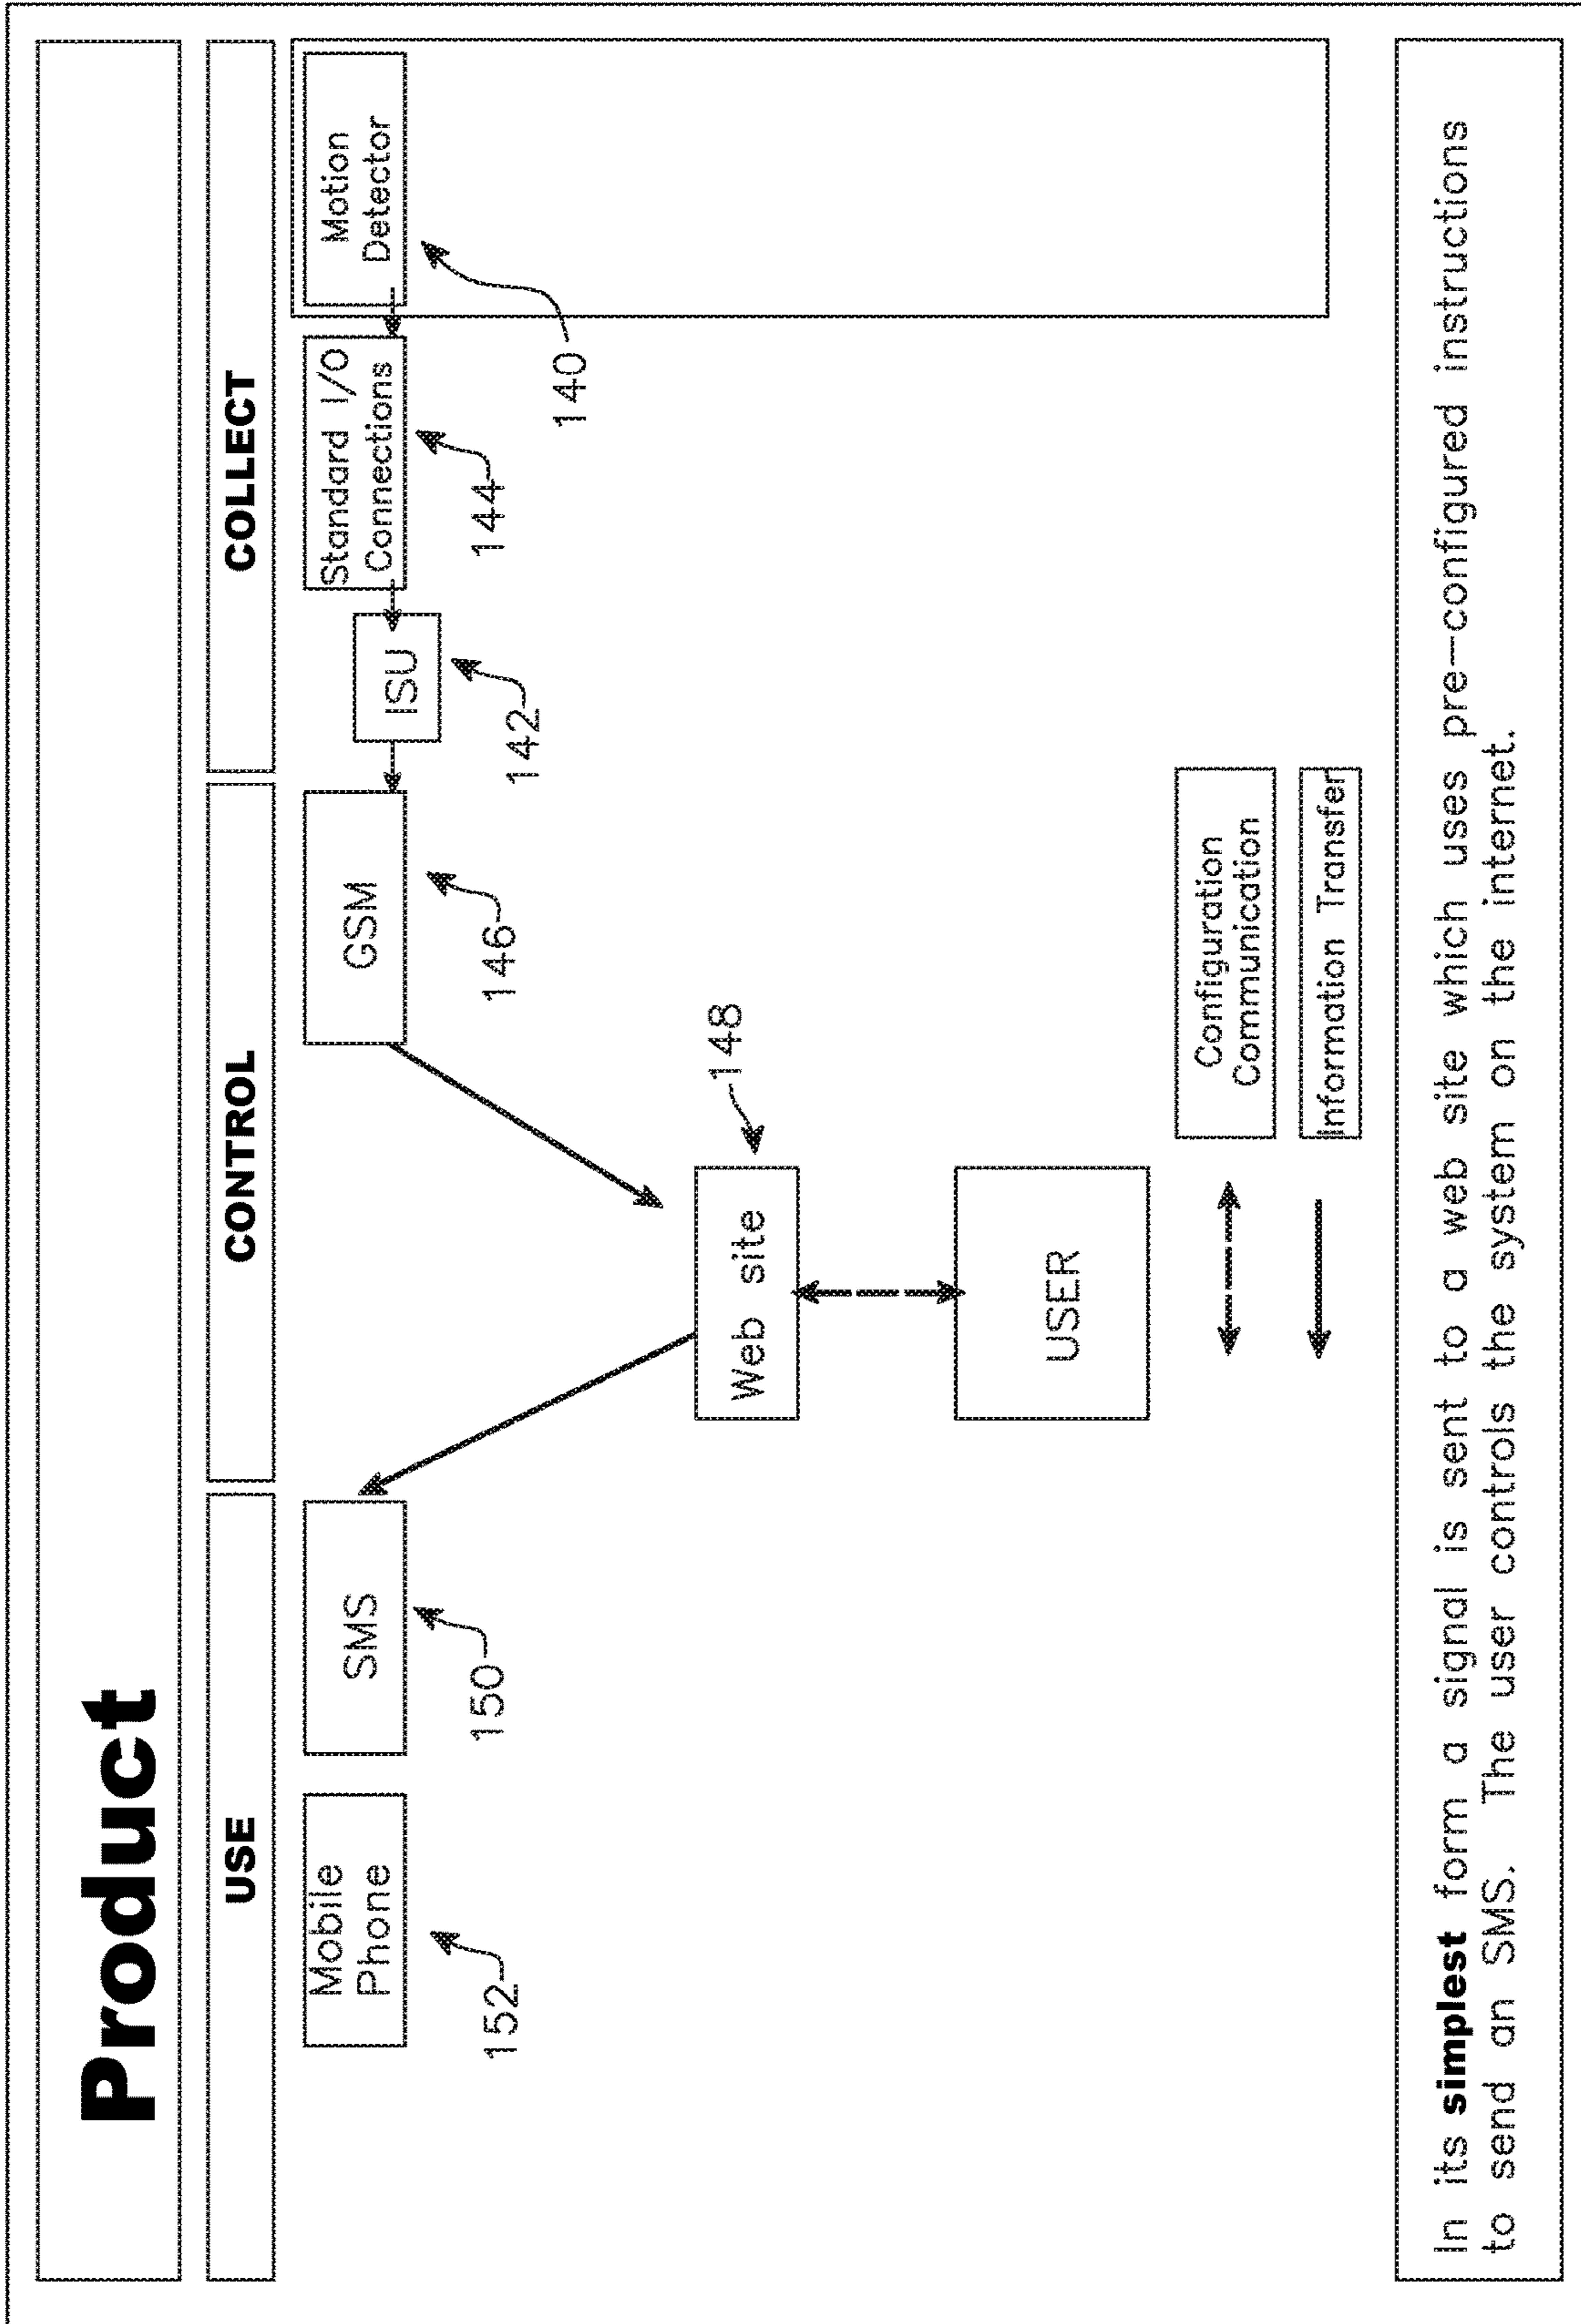 Product
USE
CONTROL
COLLECT
Mobile
Phone
152
SMS
150
GSM
146
ISU
142
Standard I/O
Connections
144
Motion
Detector
140
Web site
148
USER
Configuration
Communication
Information Transfer
In its simplest form a signal is sent to a web site which uses pre-configured instructions
to send an SMS. The user controls the system on the internet.